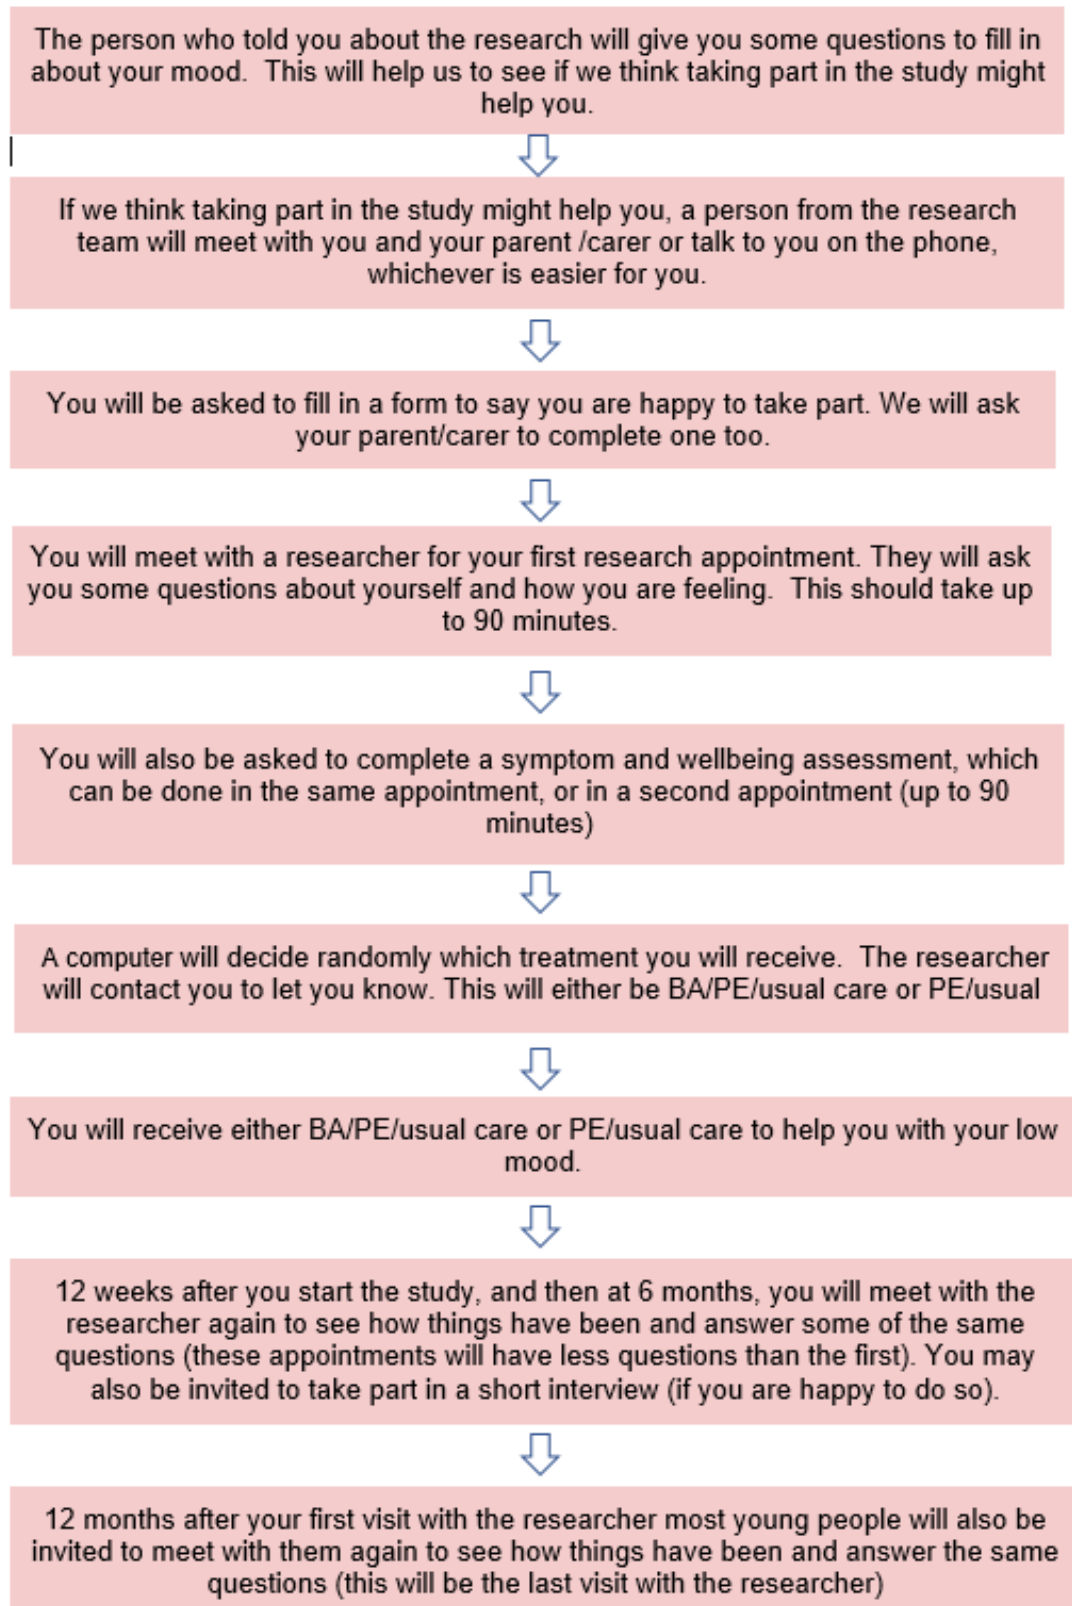 The person who told you about the research will give you some questions to fill in
about your mood.  This will help us to see if we think taking part in the study might
help you.
If we think taking part in the study might help you, a person from the research
team will meet with you and your parent /carer or talk to you on the phone,
whichever is easier for you.
You will be asked to fill in a form to say you are happy to take part. We will ask
your parent/carer to complete one too.
You will meet with a researcher for your first research appointment. They will ask
you some questions about yourself and how you are feeling.  This should take up
to 90 minutes.
You will also be asked to complete a symptom and wellbeing assessment, which
can be done in the same appointment, or in a second appointment (up to 90
minutes)
A computer will decide randomly which treatment you will receive.  The researcher
will contact you to let you know. This will either be BA/PE/usual care or PE/usual
You will receive either BA/PE/usual care or PE/usual care to help you with your low
mood.
12 weeks after you start the study, and then at 6 months, you will meet with the
researcher again to see how things have been and answer some of the same
questions (these appointments will have less questions than the first). You may
also be invited to take part in a short interview (if you are happy to do so).
12 months after your first visit with the researcher most young people will also be
invited to meet with them again to see how things have been and answer the same
questions (this will be the last visit with the researcher)